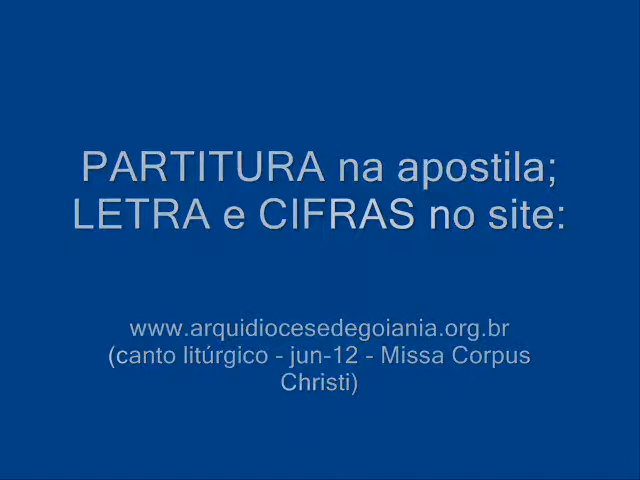 PARTITURA na apostila;
LETRA e CIFRAS no site:
www.arquidiocesedegoiania.org.br
(canto litúrgico - jun-12 - Missa Corpus
Christi)